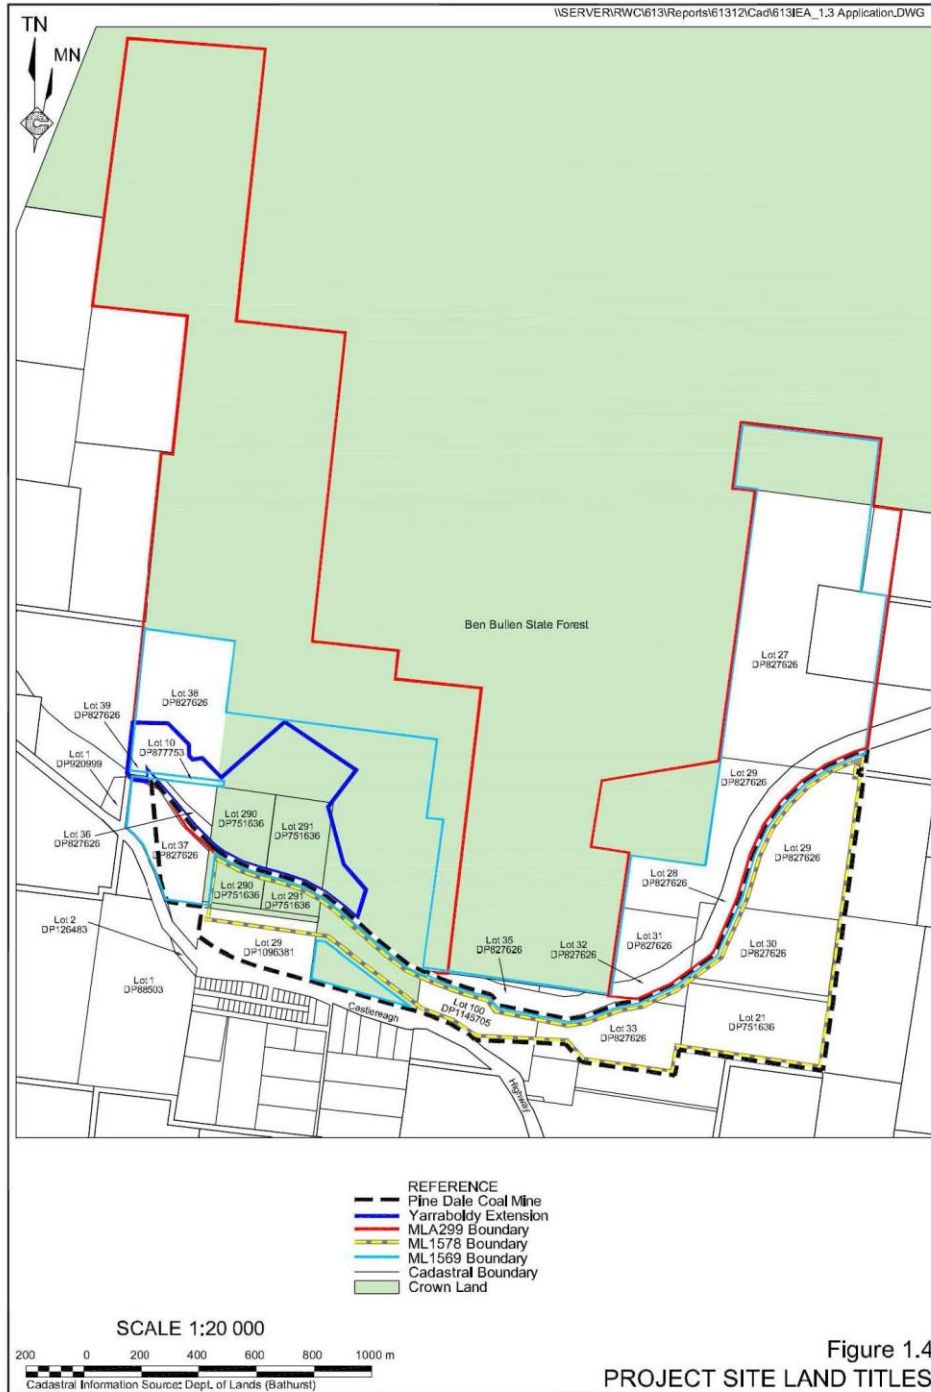 \\SERVER\RWC\613\Reports\61312\Cad\613IEA_1.3 Application.DWG
TN
MN
Ben Bullen State Forest
Lot 27
DP827626
Lot 38
DP827626
Lot 39
DP827626
Lot 10
DP877753
Lot 1
DP920999
Lot 29
DP827626
Lot 290
DP751636
Lot 291
DP751636
Lot 36
DP827626
Lot 37
DP827626
Lot 29
DP827626
Lot 28
DP827626
Lot 290
DP751636
Lot 291
DP751636
Lot 2
DP126483
Lot 29
DP1096381
Lot 35
DP827626
Lot 32
DP827626
Lot 31
DP827626
Lot 30
DP827626
Lot 1
DP88503
Lot 100
DP1145705
Lot 33
DP827626
Lot 21
DP751636
Castlereagh
Highway
REFERENCE
Pine Dale Coal Mine
Yarraboldy Extension
MLA299 Boundary
ML1578 Boundary
ML1569 Boundary
Cadastral Boundary
Crown Land
SCALE 1:20 000
200 0 200 400 600 800 1000 m
Cadastral Information Source: Dept. of Lands (Bathurst)
Figure 1.4
PROJECT SITE LAND TITLES